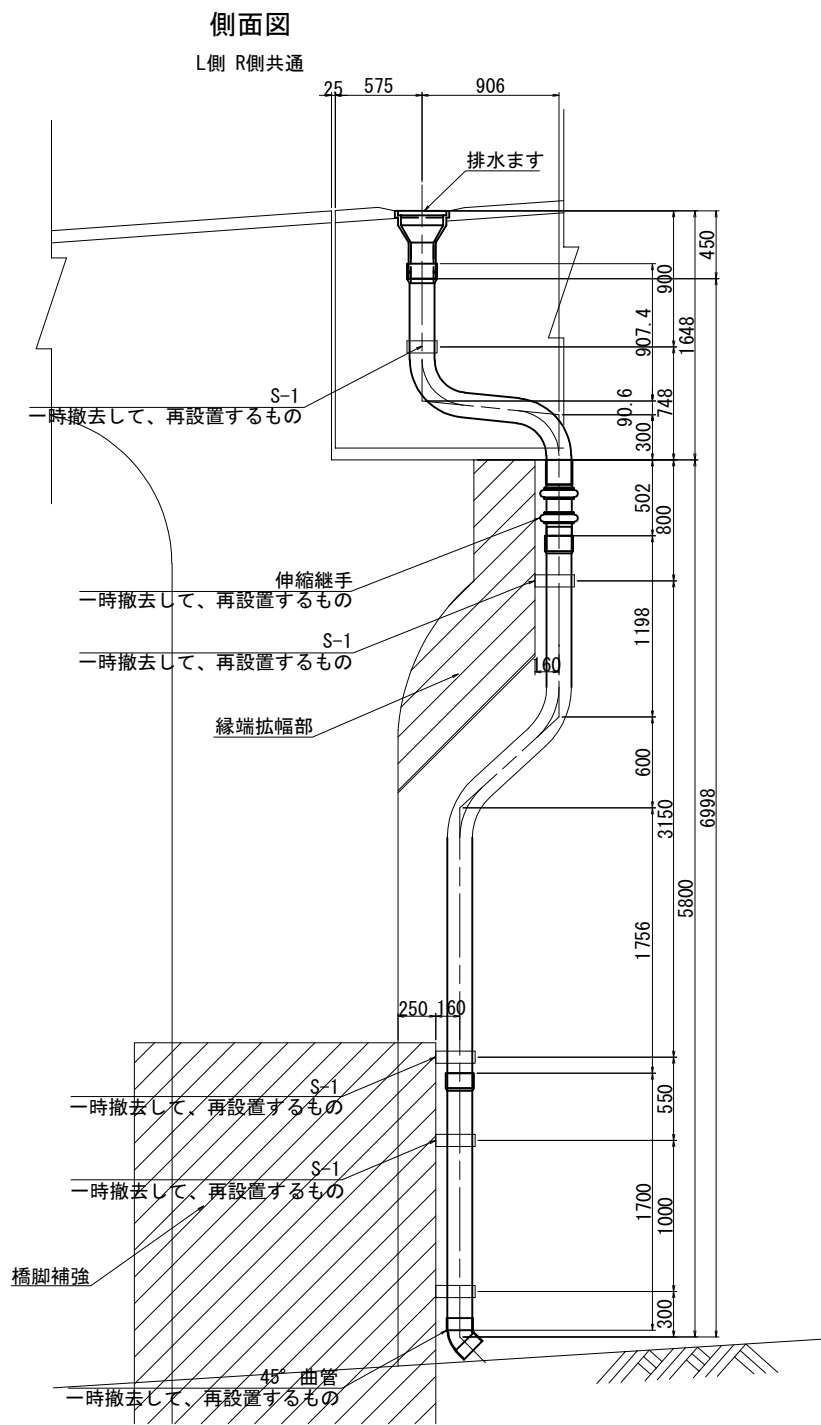 側面図
L側 R側共通
25
575
906
排水ます
450
900
907.4
1648
S-1
一時撤去して、再設置するもの
90.6
748
300
502
800
伸縮継手
一時撤去して、再設置するもの
S-1
一時撤去して、再設置するもの
1198
160
縁端拡幅部
600
3150
6998
5800
1756
250
160
S-1
一時撤去して、再設置するもの
550
S-1
一時撤去して、再設置するもの
1700
1000
橋脚補強
300
45° 曲管
一時撤去して、再設置するもの